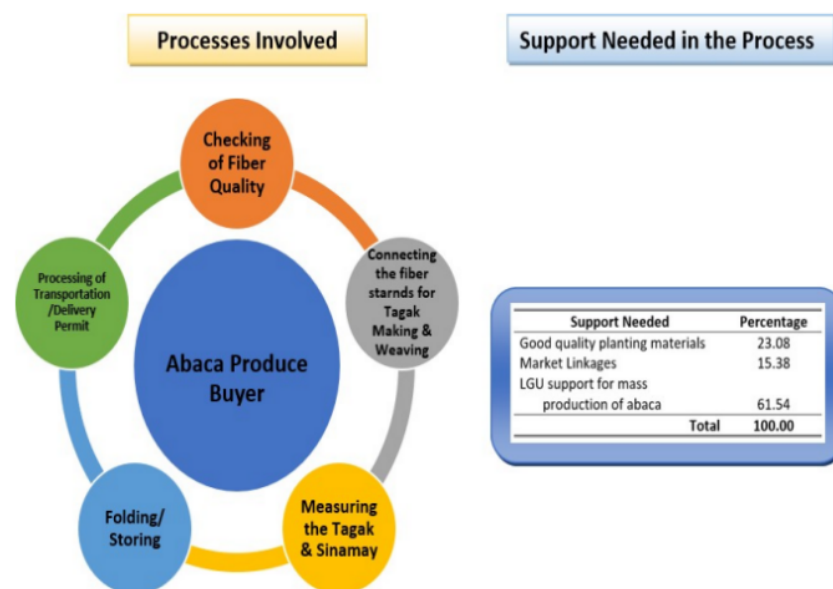 Processes Involved
Support Needed in the Process
Checking
of Fiber
Quality
Connecting
the fiber
starnds for
Tagak
Making &
Weaving
Measuring
the Tagak
& Sinamay
Folding/
Storing
Processing of
Transportation
/Delivery
Permit
Abaca Produce
Buyer
Support Needed Percentage
Good quality planting materials 23.08
Market Linkages 15.38
LGU support for mass
production of abaca 61.54
Total 100.00